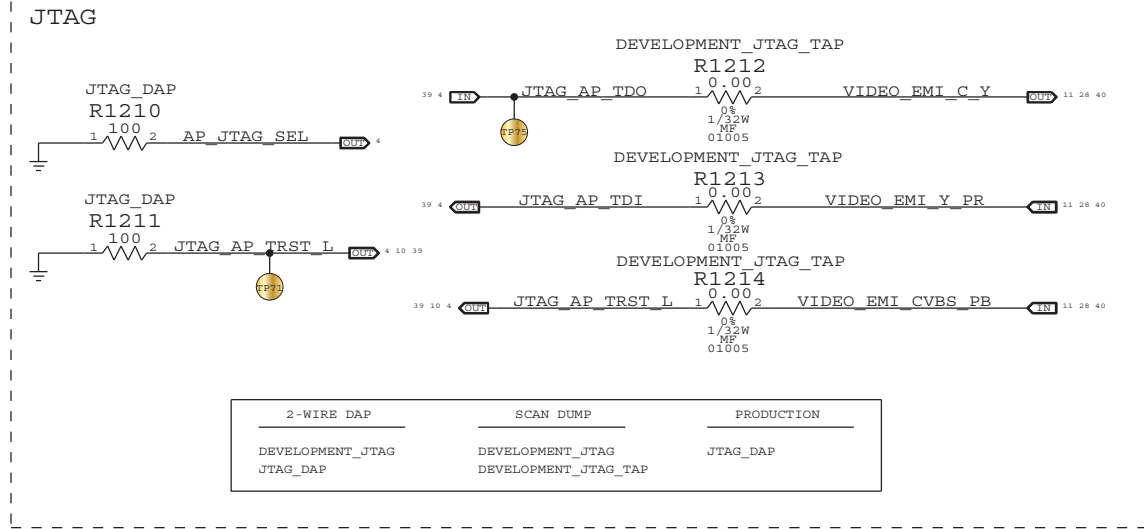 JTAG
JTAG_DAP
R1210
100
1 2 AP_JTAG_SEL OUT 4
JTAG_DAP
R1211
100
1 2 JTAG_AP_TRST_L OUT 4 10 39
TP71
DEVELOPMENT_JTAG_TAP
R1212
0.00
39 4 IN JTAG_AP_TDO 1 2 VIDEO_EMI_C_Y OUT 11 28 40
TP75
0%
1/32W
MF
01005
DEVELOPMENT_JTAG_TAP
R1213
0.00
39 4 OUT JTAG_AP_TDI 1 2 VIDEO_EMI_Y_PR IN 11 28 40
0%
1/32W
MF
01005
DEVELOPMENT_JTAG_TAP
R1214
0.00
39 10 4 OUT JTAG_AP_TRST_L 1 2 VIDEO_EMI_CVBS_PB IN 11 28 40
0%
1/32W
MF
01005
2-WIRE DAP SCAN DUMP PRODUCTION
DEVELOPMENT_JTAG DEVELOPMENT_JTAG JTAG_DAP
JTAG_DAP DEVELOPMENT_JTAG_TAP